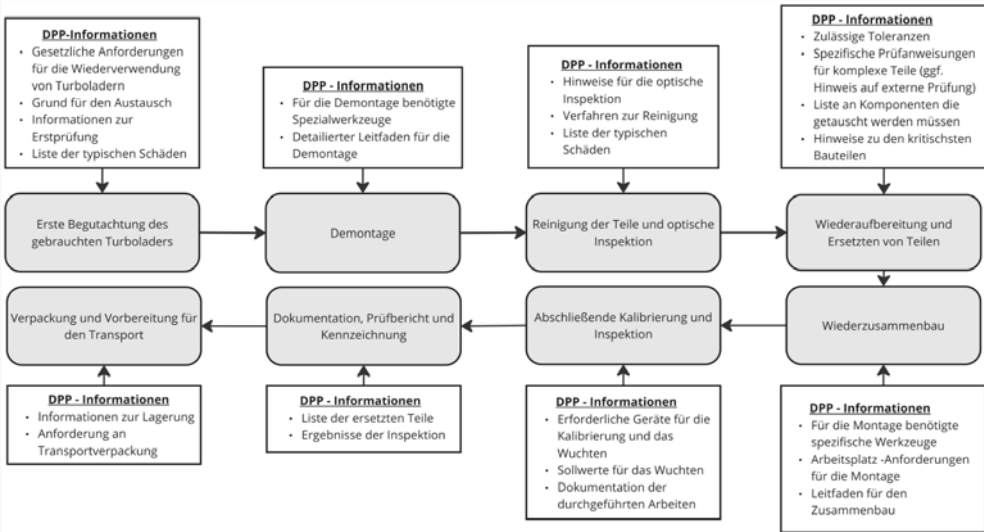 DPP-Informationen
• Gesetzliche Anforderungen
für die Wiederverwendung
von Turboladern
• Grund für den Austausch
• Informationen zur
Erstprüfung
• Liste der typischen Schäden
DPP - Informationen
• Für die Demontage benötigte
Spezialwerkzeuge
• Detailierter Leitfaden für die
Demontage
DPP - Informationen
• Hinweise für die optische
Inspektion
• Verfahren zur Reinigung
• Liste der typischen
Schäden
DPP - Informationen
• Zulässige Toleranzen
• Spezifische Prüfanweisungen
für komplexe Teile (ggf.
Hinweis auf externe Prüfung)
• Liste an Komponenten die
getauscht werden müssen
• Hinweise zu den kritischsten
Bauteilen
Erste Begutachtung des
gebrauchten Turboladers
Demontage
Reinigung der Teile und optische
Inspektion
Wiederaufbereitung und
Ersetzten von Teilen
Verpackung und Vorbereitung für
den Transport
Dokumentation, Prüfbericht und
Kennzeichnung
Abschließende Kalibrierung und
Inspektion
Wiederzusammenbau
DPP - Informationen
• Informationen zur Lagerung
• Anforderung an
Transportverpackung
DPP - Informationen
• Liste der ersetzten Teile
• Ergebnisse der Inspektion
DPP - Informationen
• Erforderliche Geräte für die
Kalibrierung und das
Wuchten
• Sollwerte für das Wuchten
• Dokumentation der
durchgeführten Arbeiten
DPP - Informationen
• Für die Montage benötigte
spezifische Werkzeuge
• Arbeitsplatz -Anforderungen
für die Montage
• Leitfaden für den
Zusammenbau